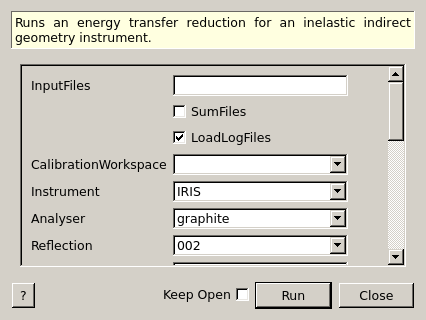 Runs an energy transfer reduction for an inelastic indirect
geometry instrument.
InputFiles
SumFiles
LoadLogFiles
CalibrationWorkspace
Instrument IRIS
Analyser graphite
Reflection 002
? Keep Open Run Close